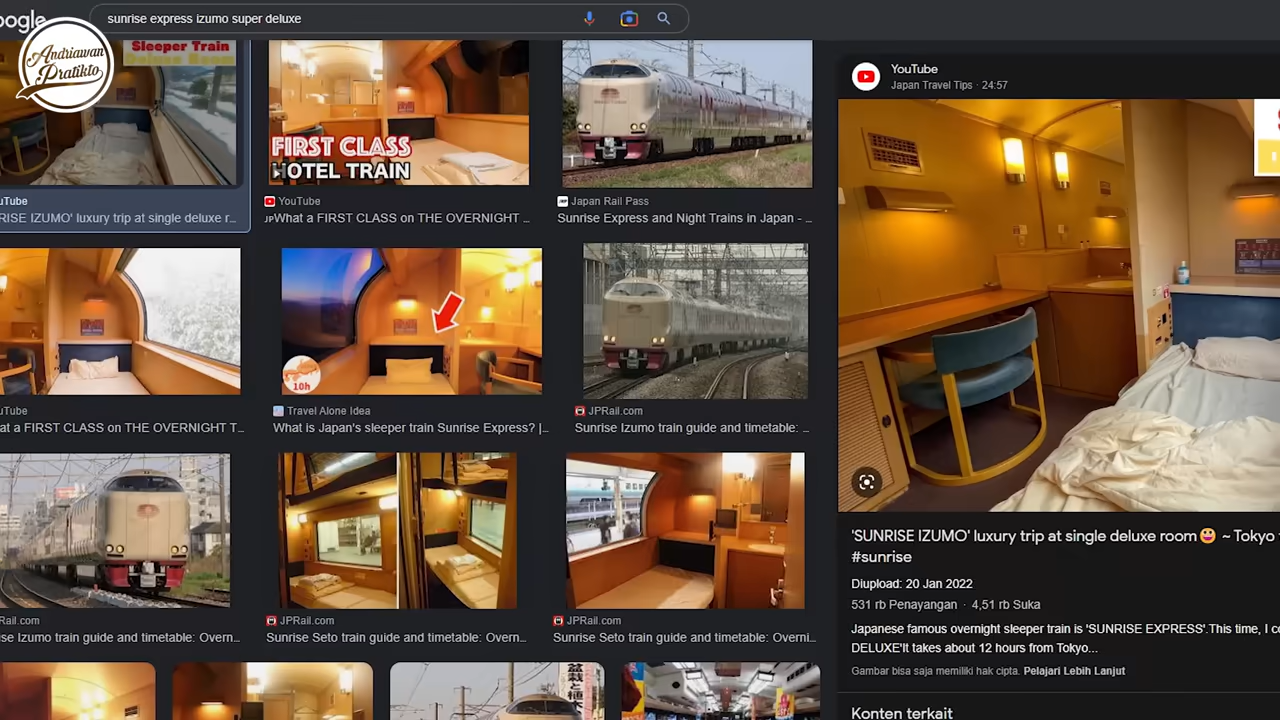 oogle
sunrise express izumo super deluxe
Andriawan
Pratikto
Sleeper Train
Deluxe Room
FIRST CLASS
HOTEL TRAIN
uTube
RISE IZUMO' luxury trip at single deluxe r...
YouTube
What a FIRST CLASS on THE OVERNIGHT ...
Japan Rail Pass
Sunrise Express and Night Trains in Japan - ...
10h
uTube
at a FIRST CLASS on THE OVERNIGHT T...
Travel Alone Idea
What is Japan's sleeper train Sunrise Express? |...
JPRail.com
Sunrise Izumo train guide and timetable: ...
Rail.com
se Izumo train guide and timetable: Overn...
JPRail.com
Sunrise Seto train guide and timetable: Overn...
JPRail.com
Sunrise Seto train guide and timetable: Overni...
YouTube
Japan Travel Tips · 24:57
'SUNRISE IZUMO' luxury trip at single deluxe room😀 ~ Tokyo
#sunrise
Diupload: 20 Jan 2022
531 rb Penayangan · 4,51 rb Suka
Japanese famous overnight sleeper train is 'SUNRISE EXPRESS'.This time, I co
DELUXE'It takes about 12 hours from Tokyo...
Gambar bisa saja memiliki hak cipta. Pelajari Lebih Lanjut
Konten terkait